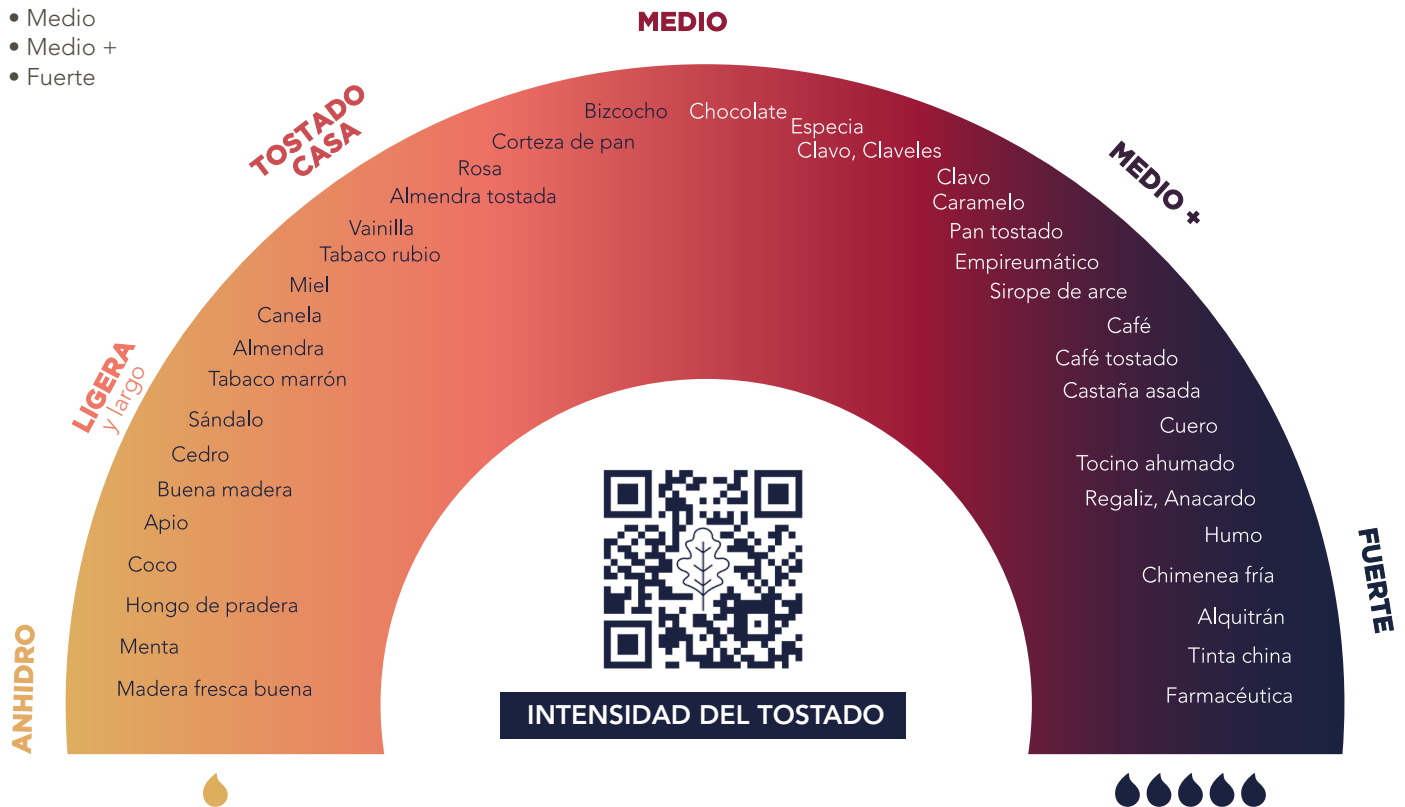 • Medio
• Medio +
• Fuerte
ANHIDRO
LIGERA
y largo
TOSTADO
CASA
MEDIO
MEDIO +
FUERTE
Madera fresca buena
Menta
Hongo de pradera
Coco
Apio
Buena madera
Cedro
Sándalo
Tabaco marrón
Almendra
Canela
Miel
Tabaco rubio
Vainilla
Almendra tostada
Rosa
Corteza de pan
Bizcocho
Chocolate
Especia
Clavo, Claveles
Clavo
Caramelo
Pan tostado
Empireumático
Sirope de arce
Café
Café tostado
Castaña asada
Cuero
Tocino ahumado
Regaliz, Anacardo
Humo
Chimenea fría
Alquitrán
Tinta china
Farmacéutica
INTENSIDAD DEL TOSTADO